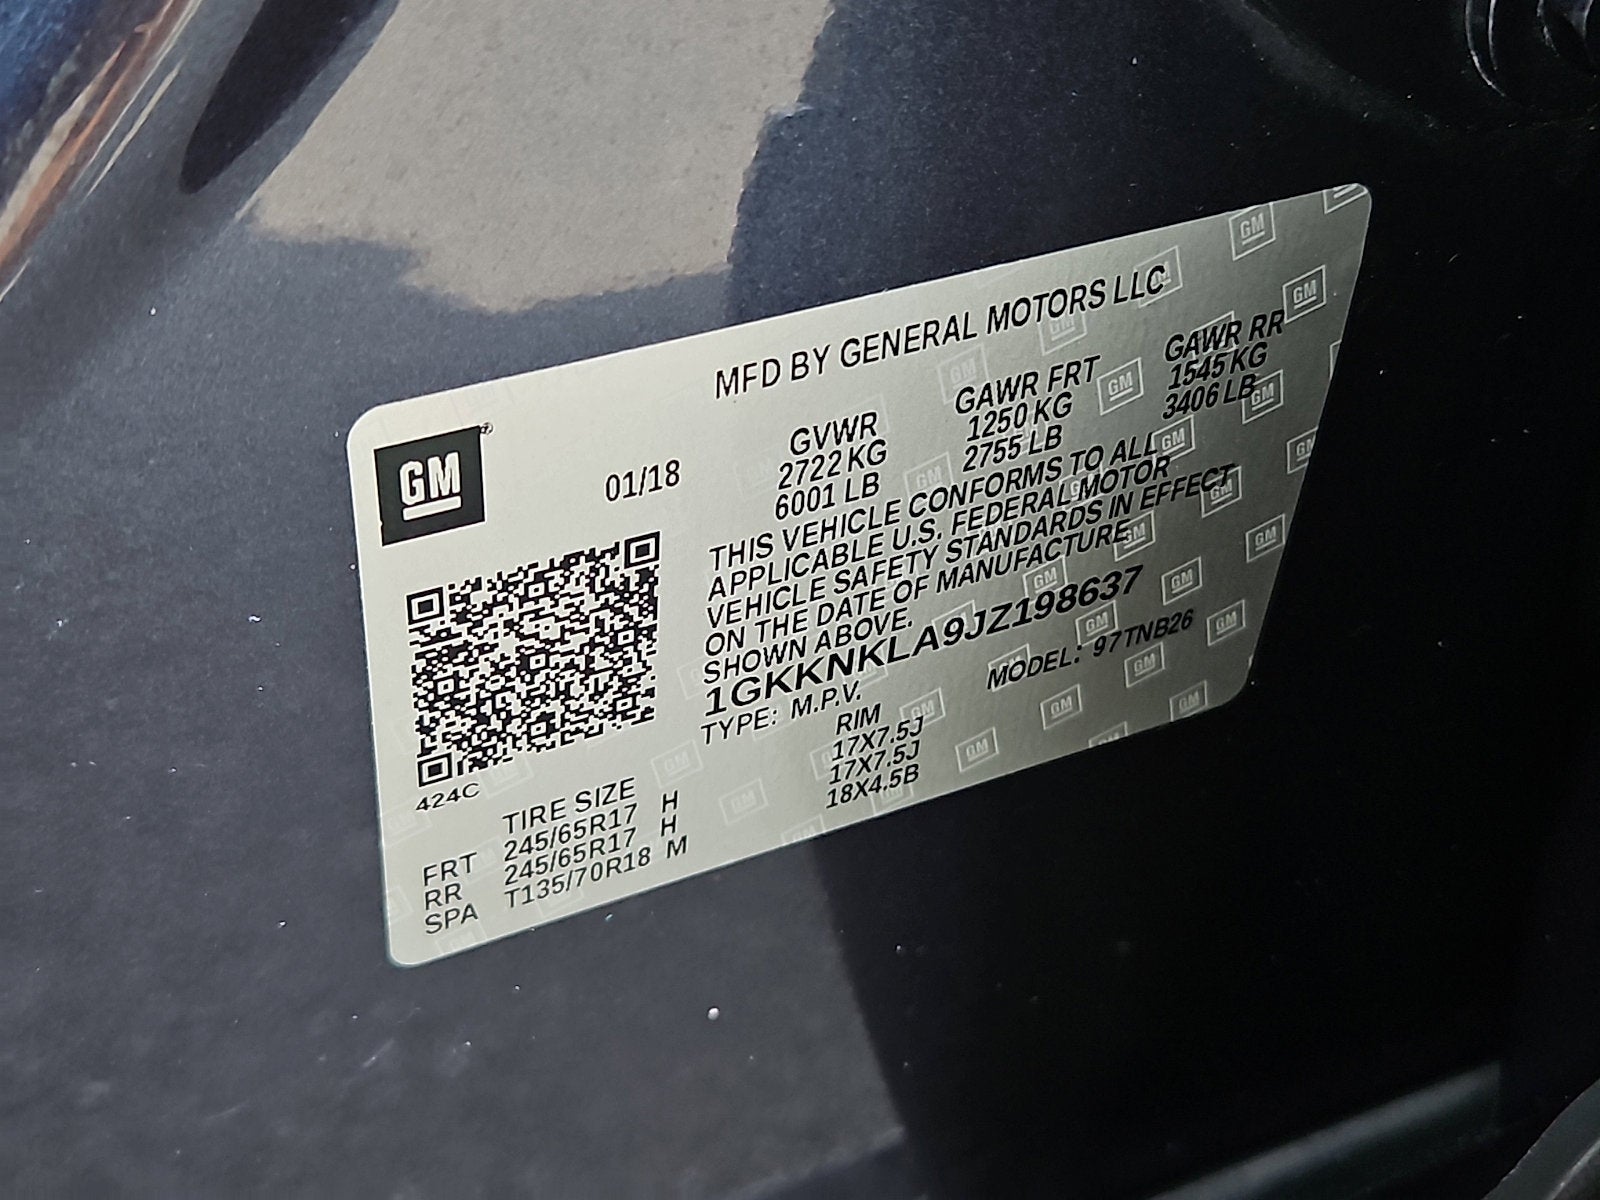 MFD BY GENERAL MOTORS LLC
GM
01/18
GVWR GAWR FRT GAWR RR
2722 KG 1250 KG 1545 KG
6001 LB 2755 LB 3406 LB
THIS VEHICLE CONFORMS TO ALL
APPLICABLE U.S. FEDERAL MOTOR
VEHICLE SAFETY STANDARDS IN EFFECT
ON THE DATE OF MANUFACTURE
SHOWN ABOVE.
1GKKNKLA9JZ198637
TYPE: M.P.V. MODEL: 97TNB26
424C
TIRE SIZE RIM
FRT 245/65R17 H 17X7.5J
RR 245/65R17 H 17X7.5J
SPA T135/70R18 M 18X4.5B